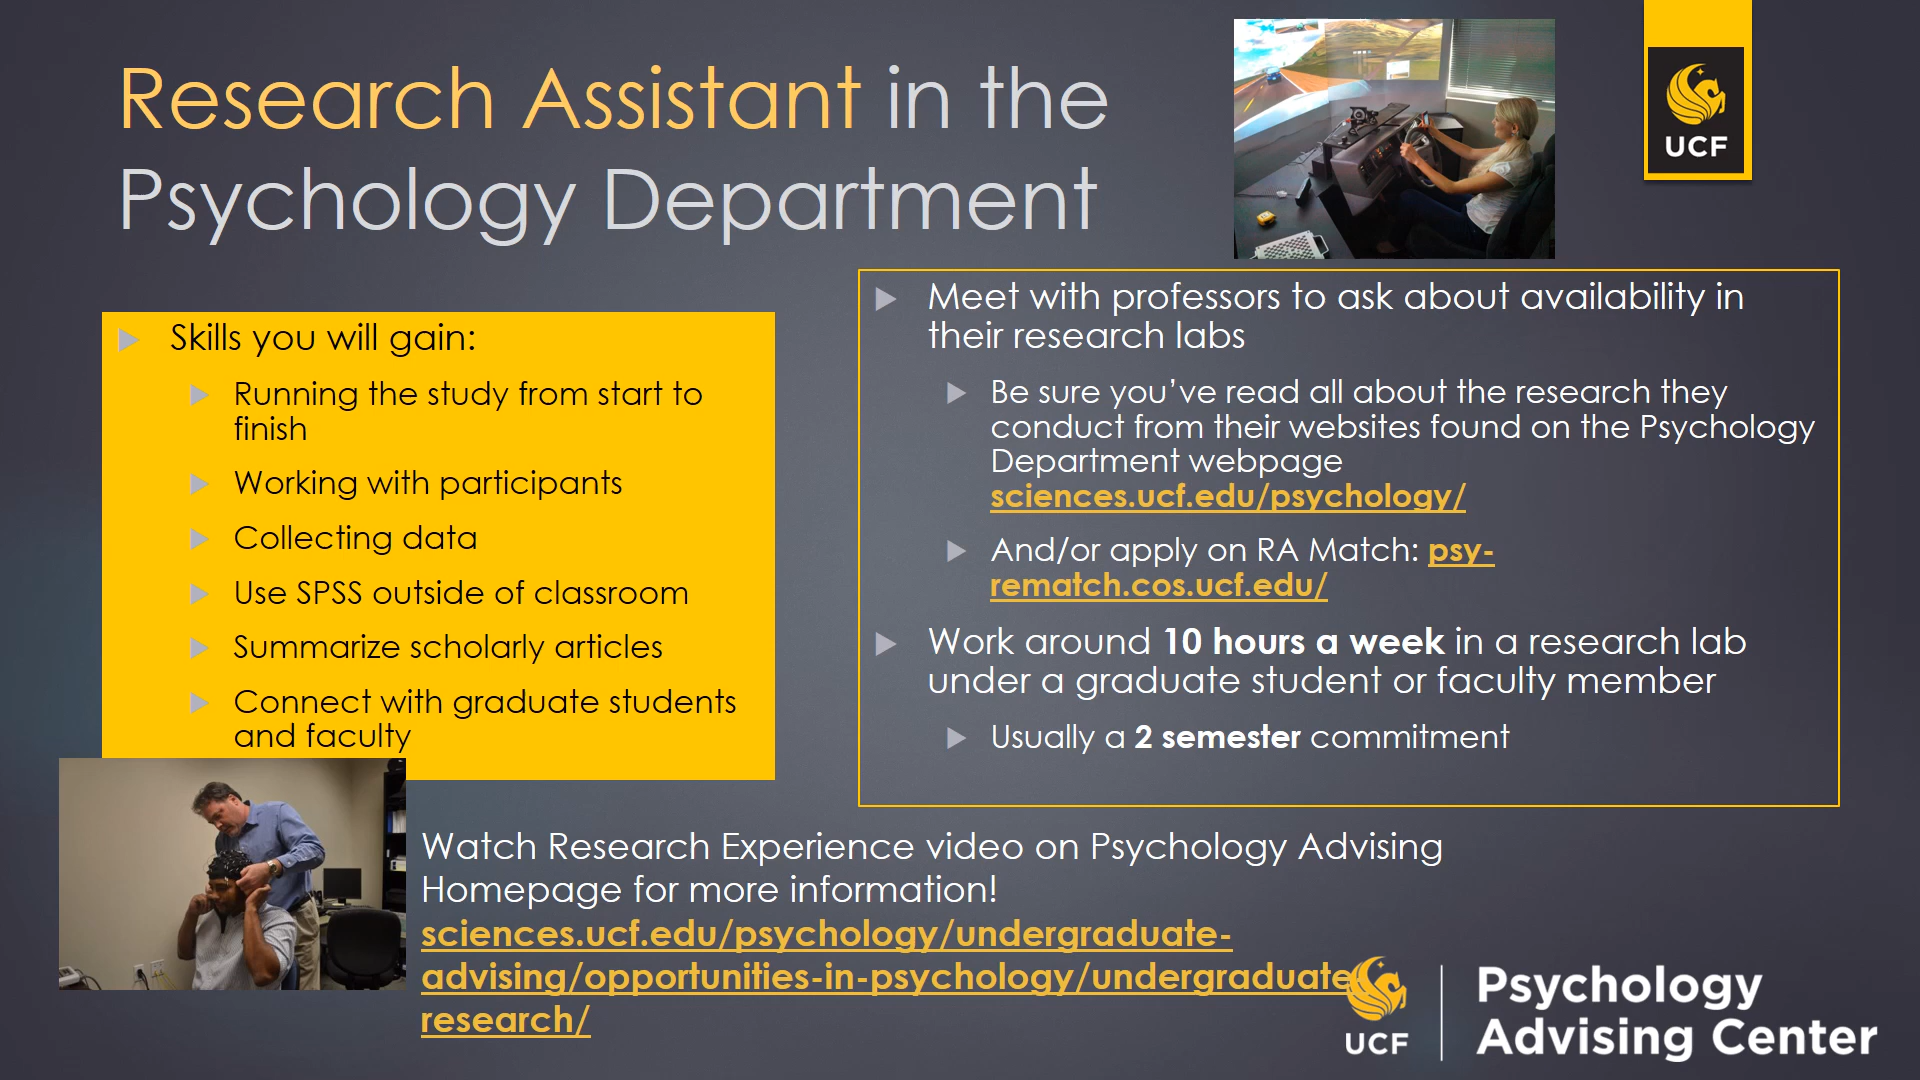 Research Assistant in the
Psychology Department
UCF
Skills you will gain:
Running the study from start to
finish
Working with participants
Collecting data
Use SPSS outside of classroom
Summarize scholarly articles
Connect with graduate students
and faculty
Meet with professors to ask about availability in
their research labs
Be sure you’ve read all about the research they
conduct from their websites found on the Psychology
Department webpage
sciences.ucf.edu/psychology/
And/or apply on RA Match: psy-
rematch.cos.ucf.edu/
Work around 10 hours a week in a research lab
under a graduate student or faculty member
Usually a 2 semester commitment
Watch Research Experience video on Psychology Advising
Homepage for more information!
sciences.ucf.edu/psychology/undergraduate-
advising/opportunities-in-psychology/undergraduate
research/
UCF
Psychology
Advising Center